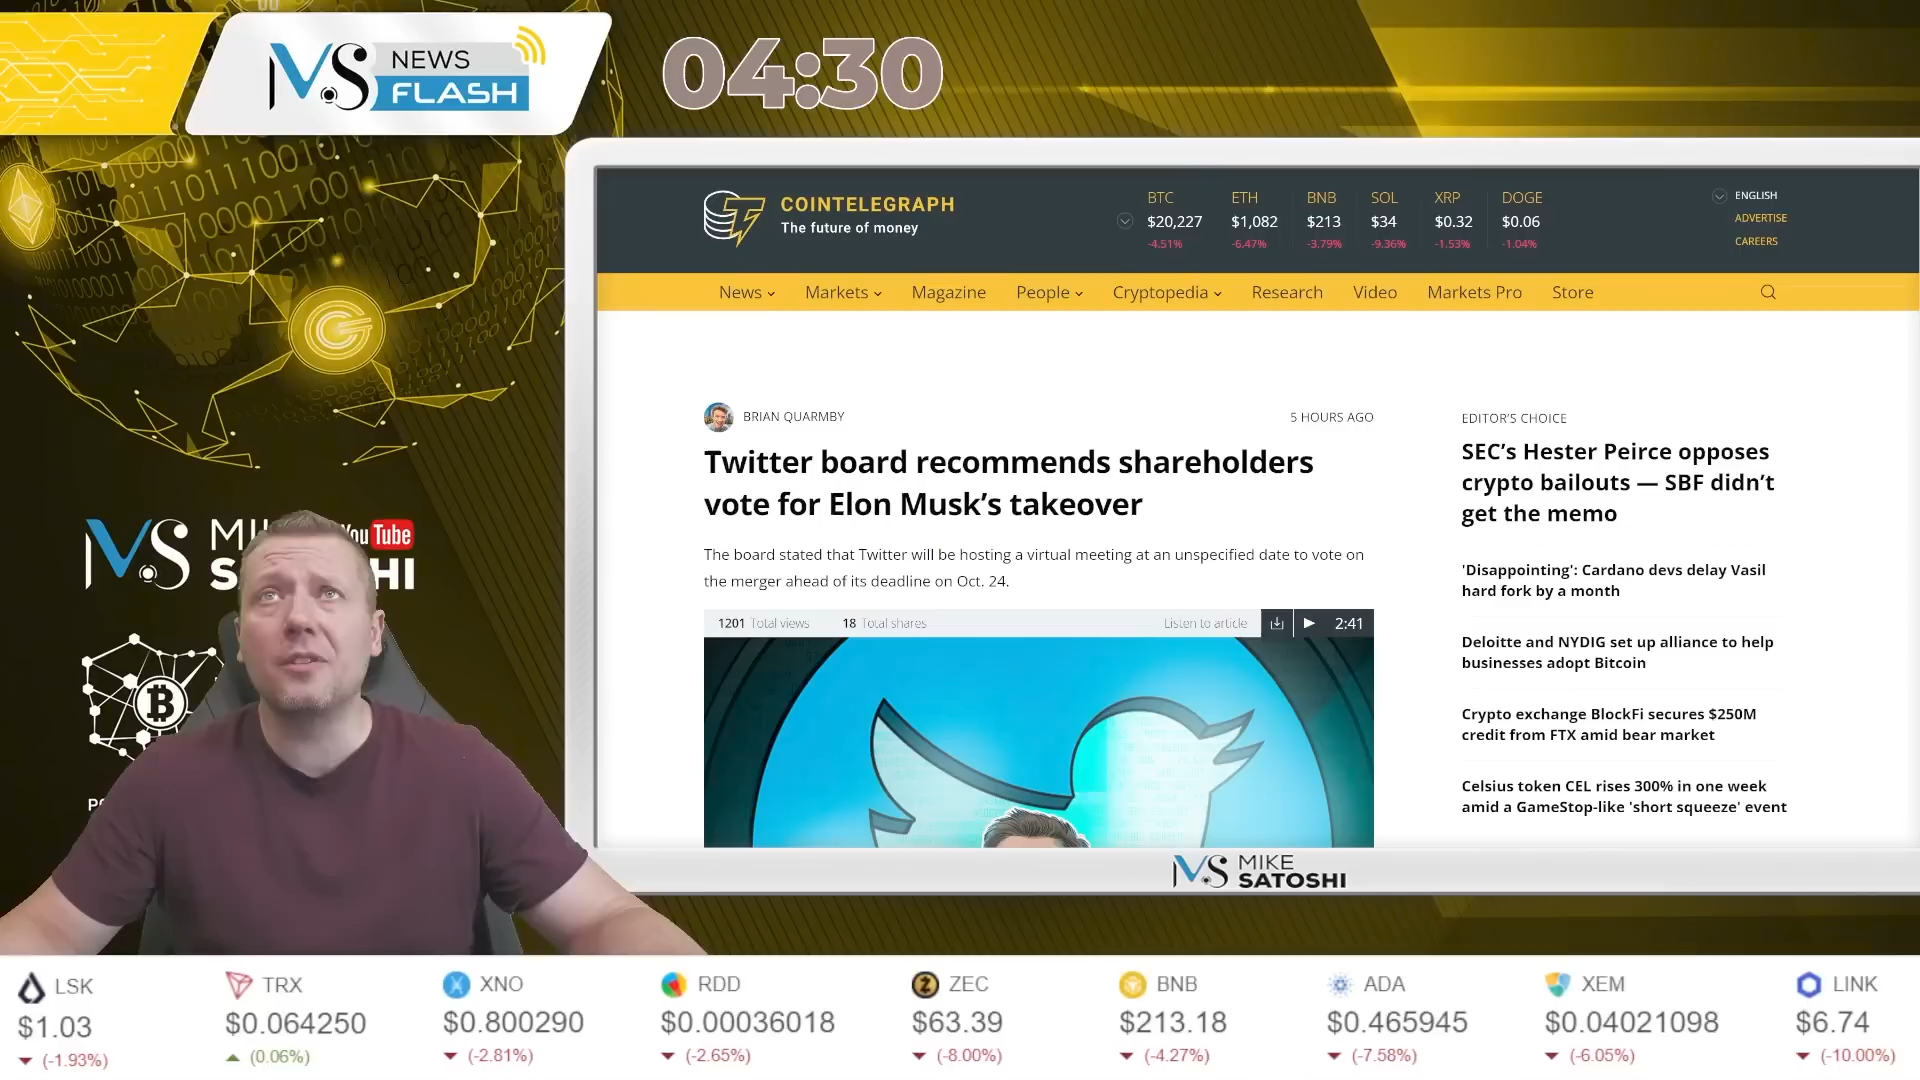 MS NEWS FLASH
04:30
COINTELEGRAPH
The future of money
BTC ETH BNB SOL XRP DOGE
$20,227 $1,082 $213 $34 $0.32 $0.06
-4.51% -6.47% -3.79% -9.36% -1.53% -1.04%
ENGLISH
ADVERTISE
CAREERS
News Markets Magazine People Cryptopedia Research Video Markets Pro Store
BRIAN QUARMBY 5 HOURS AGO
Twitter board recommends shareholders
vote for Elon Musk’s takeover
The board stated that Twitter will be hosting a virtual meeting at an unspecified date to vote on
the merger ahead of its deadline on Oct. 24.
1201 Total views 18 Total shares Listen to article 2:41
EDITOR’S CHOICE
SEC’s Hester Peirce opposes
crypto bailouts — SBF didn’t
get the memo
'Disappointing': Cardano devs delay Vasil
hard fork by a month
Deloitte and NYDIG set up alliance to help
businesses adopt Bitcoin
Crypto exchange BlockFi secures $250M
credit from FTX amid bear market
Celsius token CEL rises 300% in one week
amid a GameStop-like 'short squeeze' event
MS MIKE
SATOSHI
MS
Tube
LSK TRX XNO RDD ZEC BNB ADA XEM LINK
$1.03 $0.064250 $0.800290 $0.00036018 $63.39 $213.18 $0.465945 $0.04021098 $6.74
(-1.93%) (0.06%) (-2.81%) (-2.65%) (-8.00%) (-4.27%) (-7.58%) (-6.05%) (-10.00%)